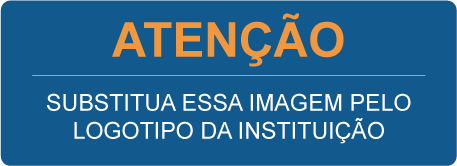 ATENÇÃO
SUBSTITUA ESSA IMAGEM PELO
LOGOTIPO DA INSTITUIÇÃO